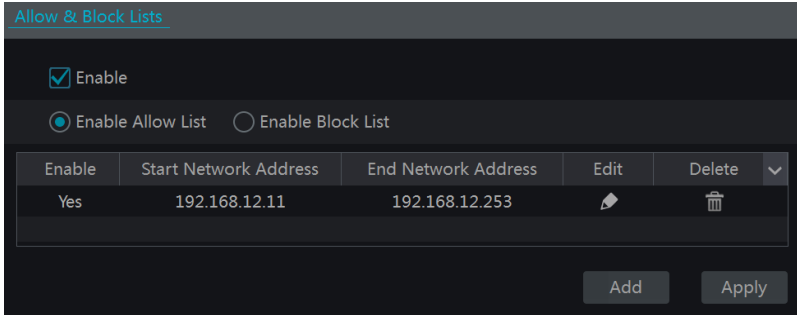 Allow & Block Lists
Enable
Enable Allow List Enable Block List
Enable Start Network Address End Network Address Edit Delete
Yes 192.168.12.11 192.168.12.253
Add Apply